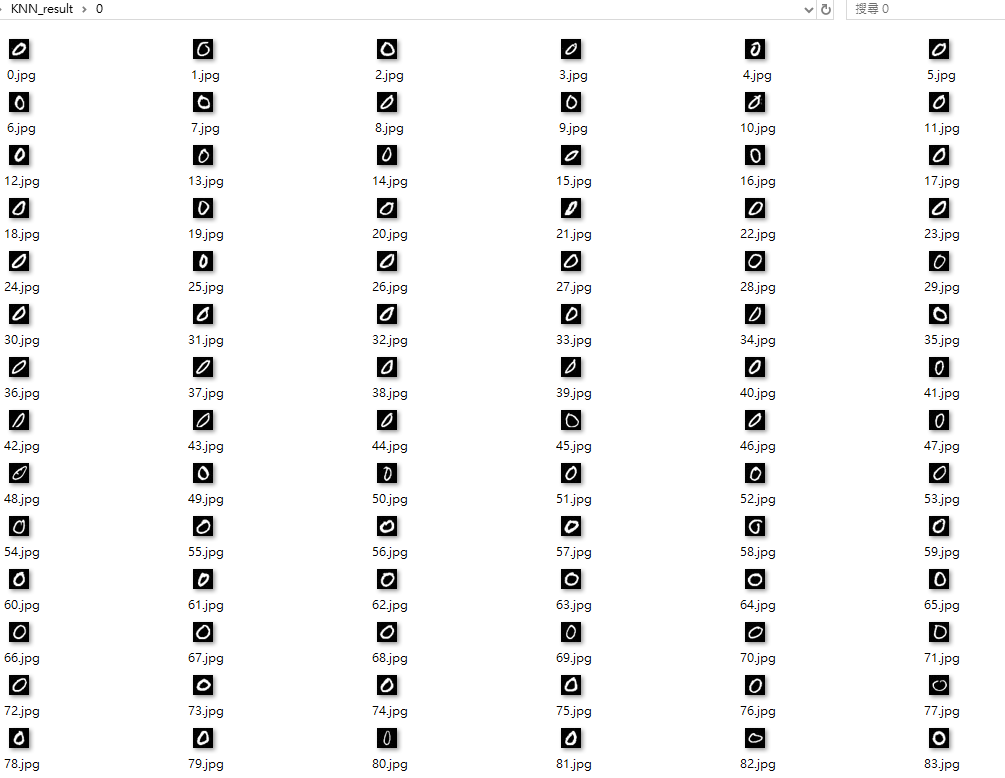 KNN_result > 0 搜尋 0
0.jpg 1.jpg 2.jpg 3.jpg 4.jpg 5.jpg
6.jpg 7.jpg 8.jpg 9.jpg 10.jpg 11.jpg
12.jpg 13.jpg 14.jpg 15.jpg 16.jpg 17.jpg
18.jpg 19.jpg 20.jpg 21.jpg 22.jpg 23.jpg
24.jpg 25.jpg 26.jpg 27.jpg 28.jpg 29.jpg
30.jpg 31.jpg 32.jpg 33.jpg 34.jpg 35.jpg
36.jpg 37.jpg 38.jpg 39.jpg 40.jpg 41.jpg
42.jpg 43.jpg 44.jpg 45.jpg 46.jpg 47.jpg
48.jpg 49.jpg 50.jpg 51.jpg 52.jpg 53.jpg
54.jpg 55.jpg 56.jpg 57.jpg 58.jpg 59.jpg
60.jpg 61.jpg 62.jpg 63.jpg 64.jpg 65.jpg
66.jpg 67.jpg 68.jpg 69.jpg 70.jpg 71.jpg
72.jpg 73.jpg 74.jpg 75.jpg 76.jpg 77.jpg
78.jpg 79.jpg 80.jpg 81.jpg 82.jpg 83.jpg